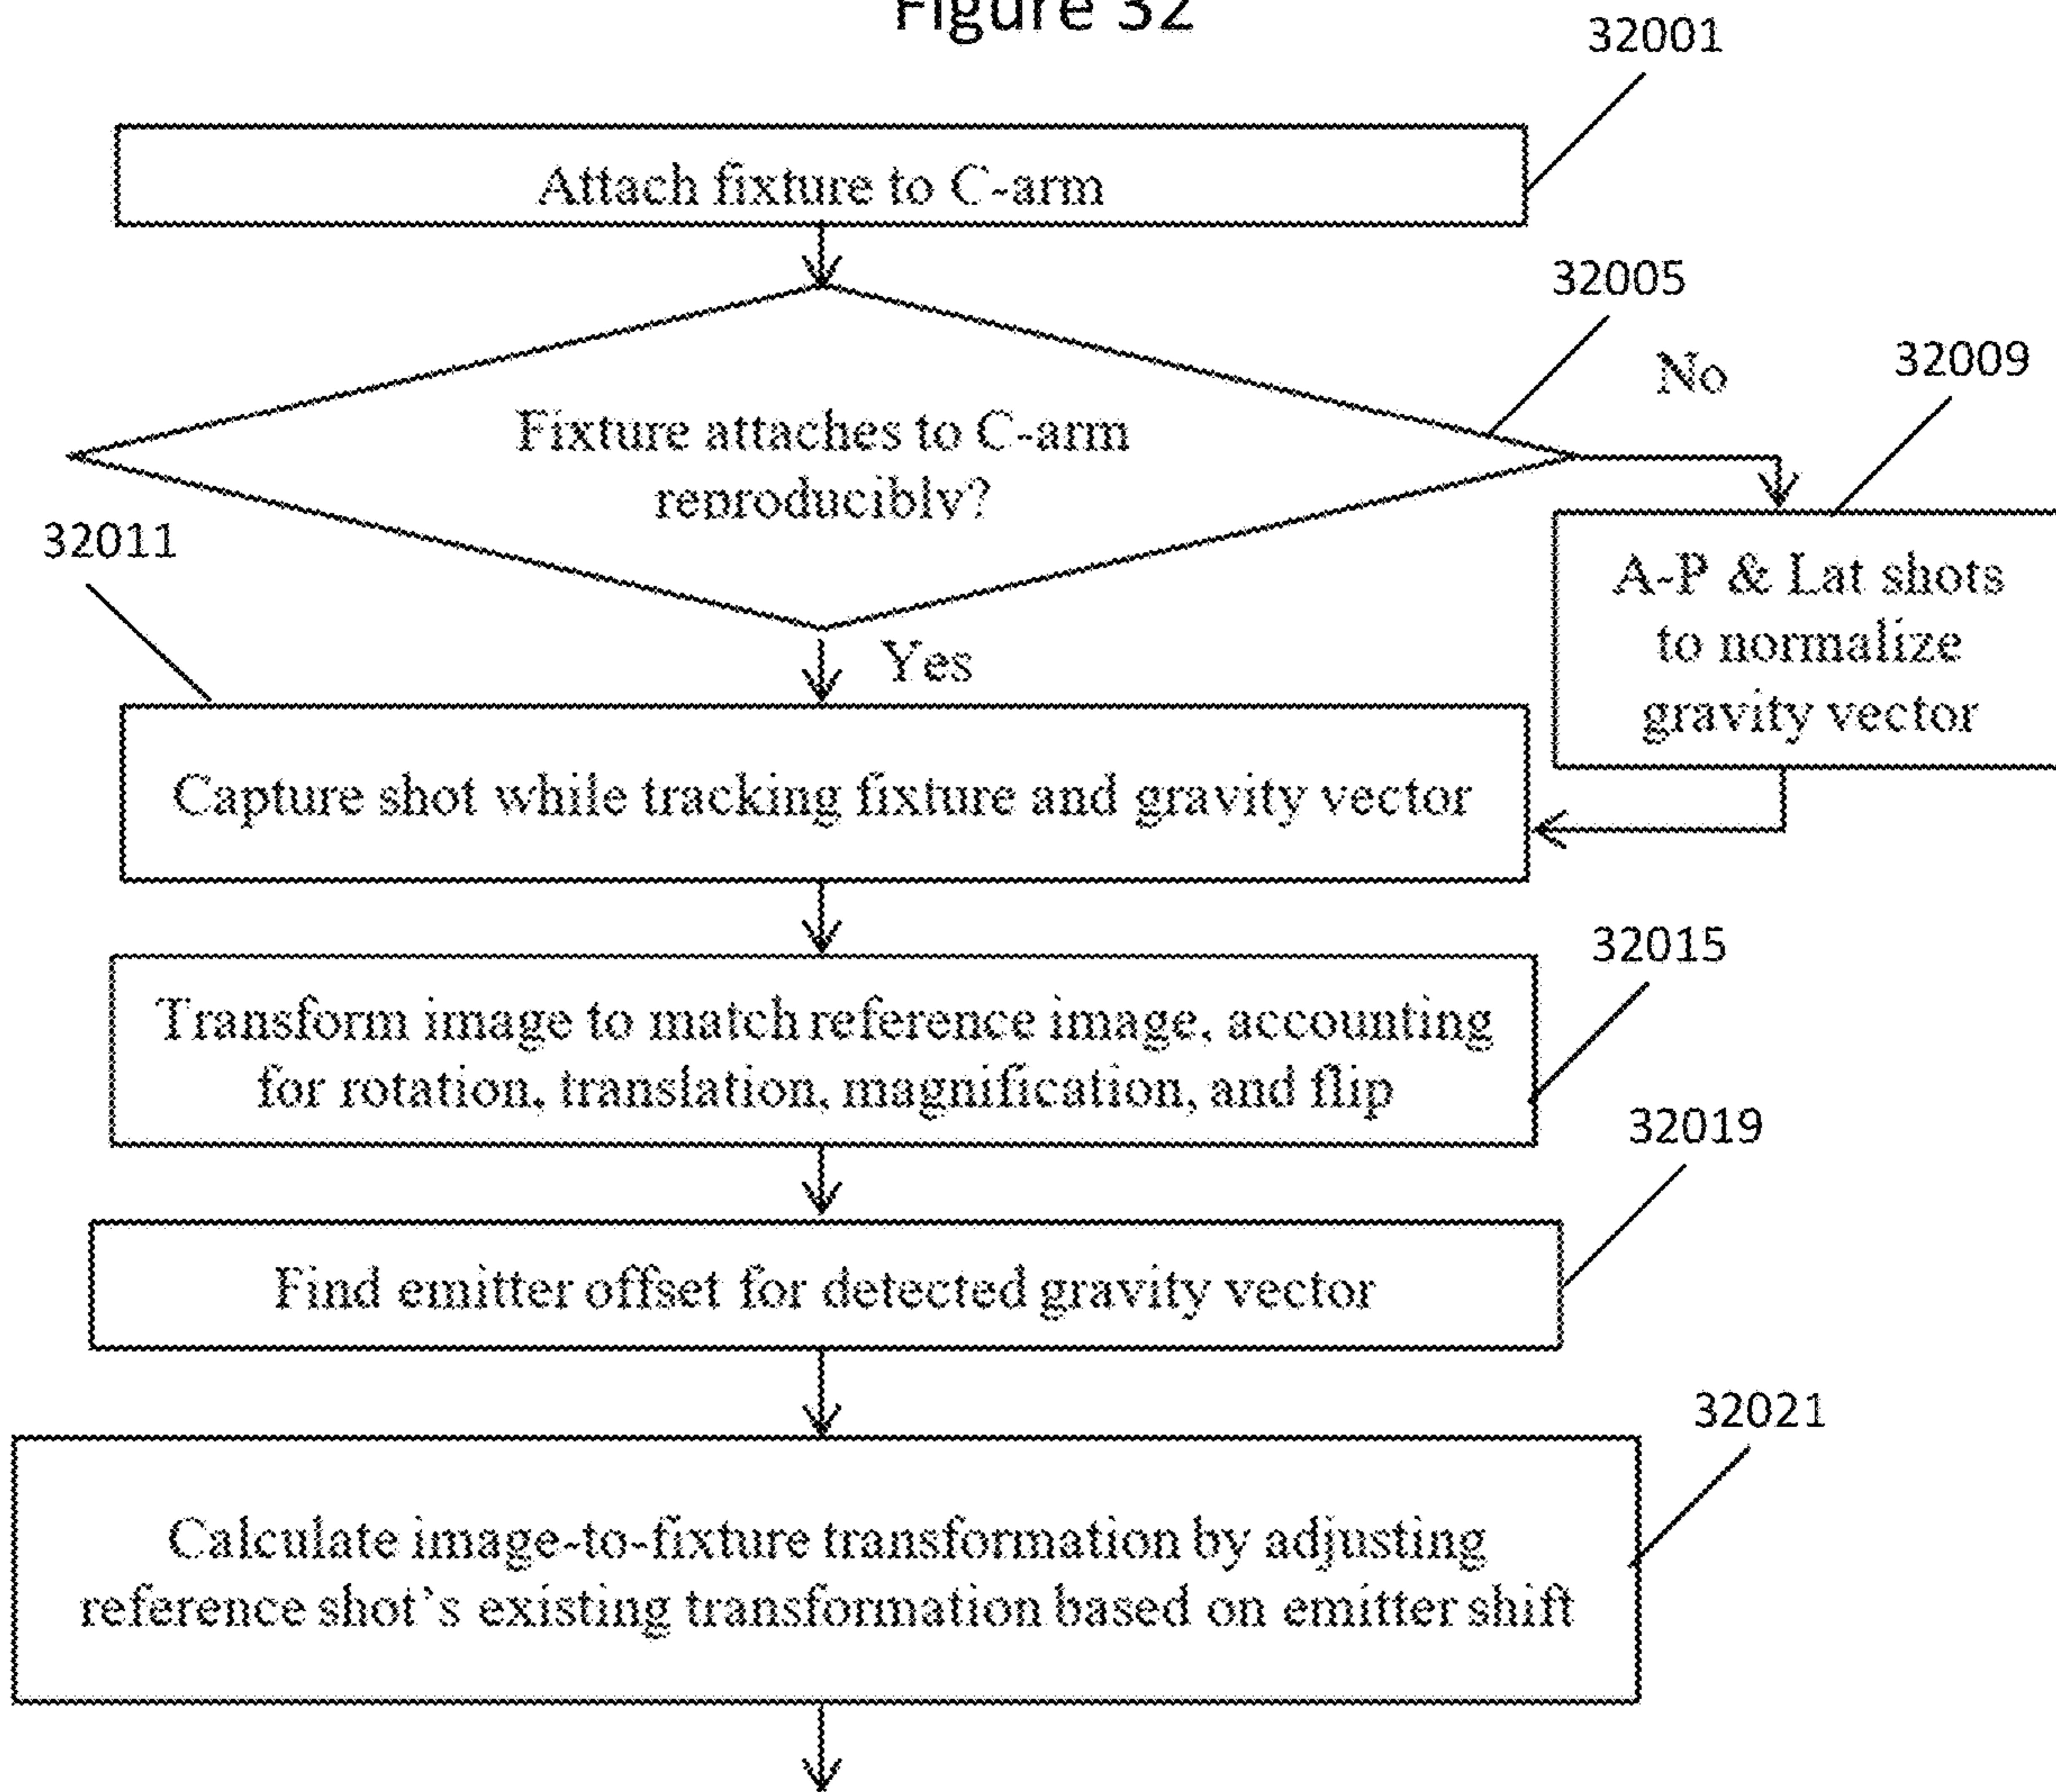 Figure 32
32001
Attach fixture to C-arm
32005
No
32009
Fixture attaches to C-arm
reproducibly?
32011
A-P & Lat shots
to normalize
gravity vector
Yes
Capture shot while tracking fixture and gravity vector
32015
Transform image to match reference image, accounting
for rotation, translation, magnification, and flip
32019
Find emitter offset for detected gravity vector
32021
Calculate image-to-fixture transformation by adjusting
reference shot's existing transformation based on emitter shift